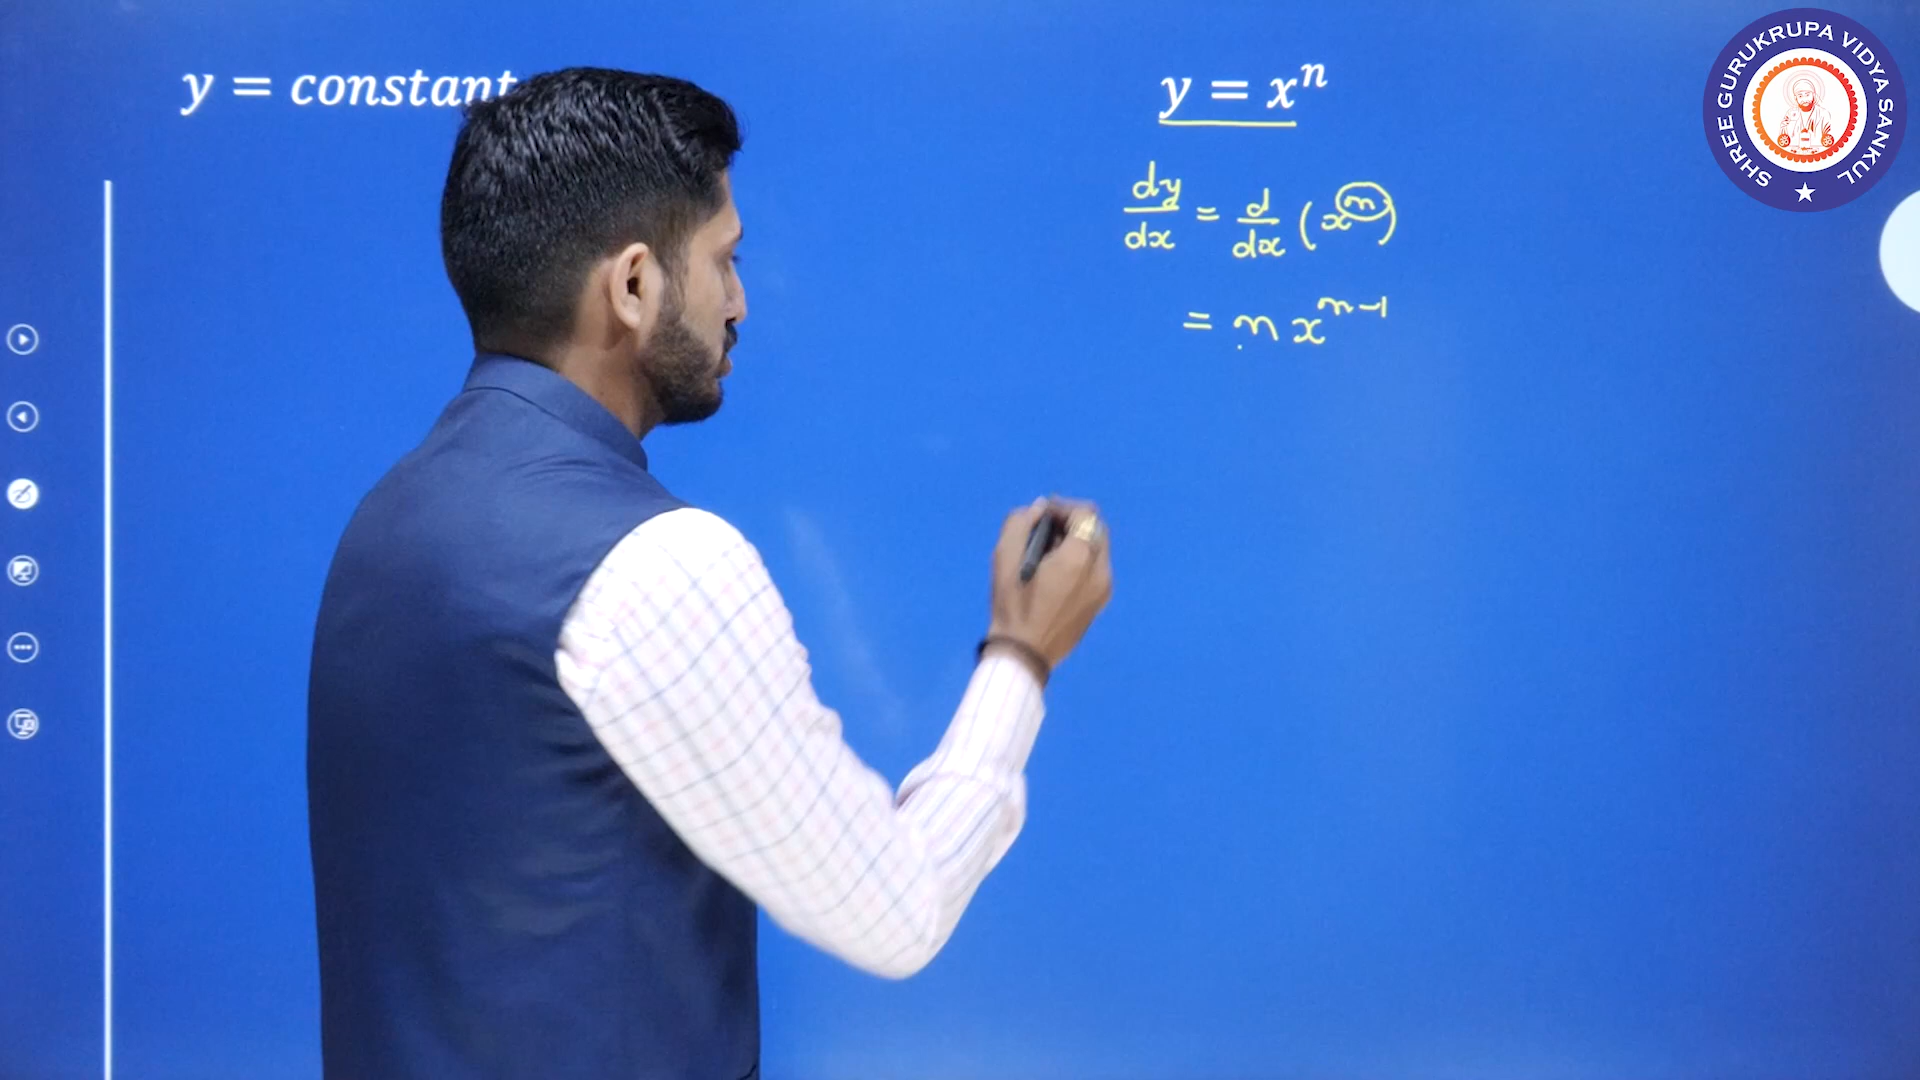 y = constant
y = xⁿ
dy/dx = d/dx (xⁿ)
= n xⁿ⁻¹
SHREE GURUKRUPA VIDYA SANKUL